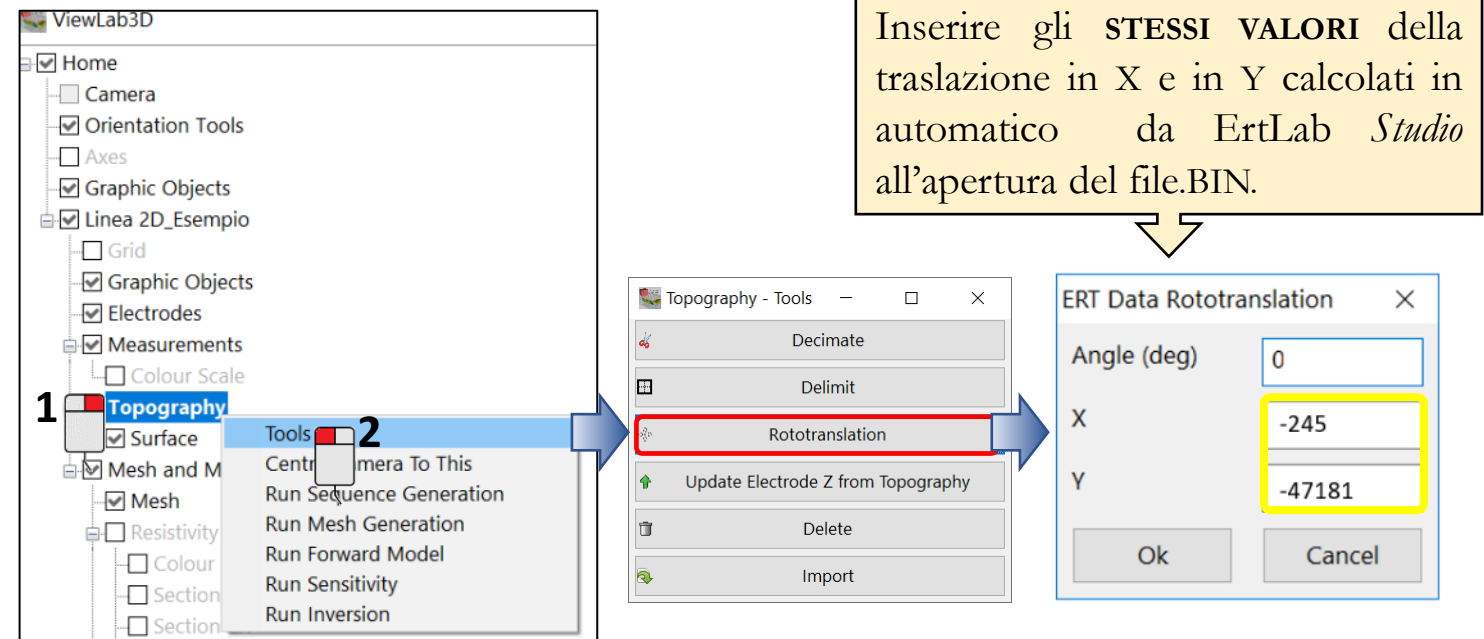 ViewLab3D
Home
Camera
Orientation Tools
Axes
Graphic Objects
Linea 2D_Esempio
Grid
Graphic Objects
Electrodes
Measurements
Colour Scale
1
Topography
Surface
Mesh and M
Mesh
Resistivity
Colour
Section
Section
Tools
2
Centr mera To This
Run Sequence Generation
Run Mesh Generation
Run Forward Model
Run Sensitivity
Run Inversion
Topography - Tools
Decimate
Delimit
Rototranslation
Update Electrode Z from Topography
Delete
Import
Inserire gli STESSI VALORI della
traslazione in X e in Y calcolati in
automatico da ErtLab Studio
all'apertura del file.BIN.
ERT Data Rototranslation
Angle (deg) 0
X -245
Y -47181
Ok Cancel